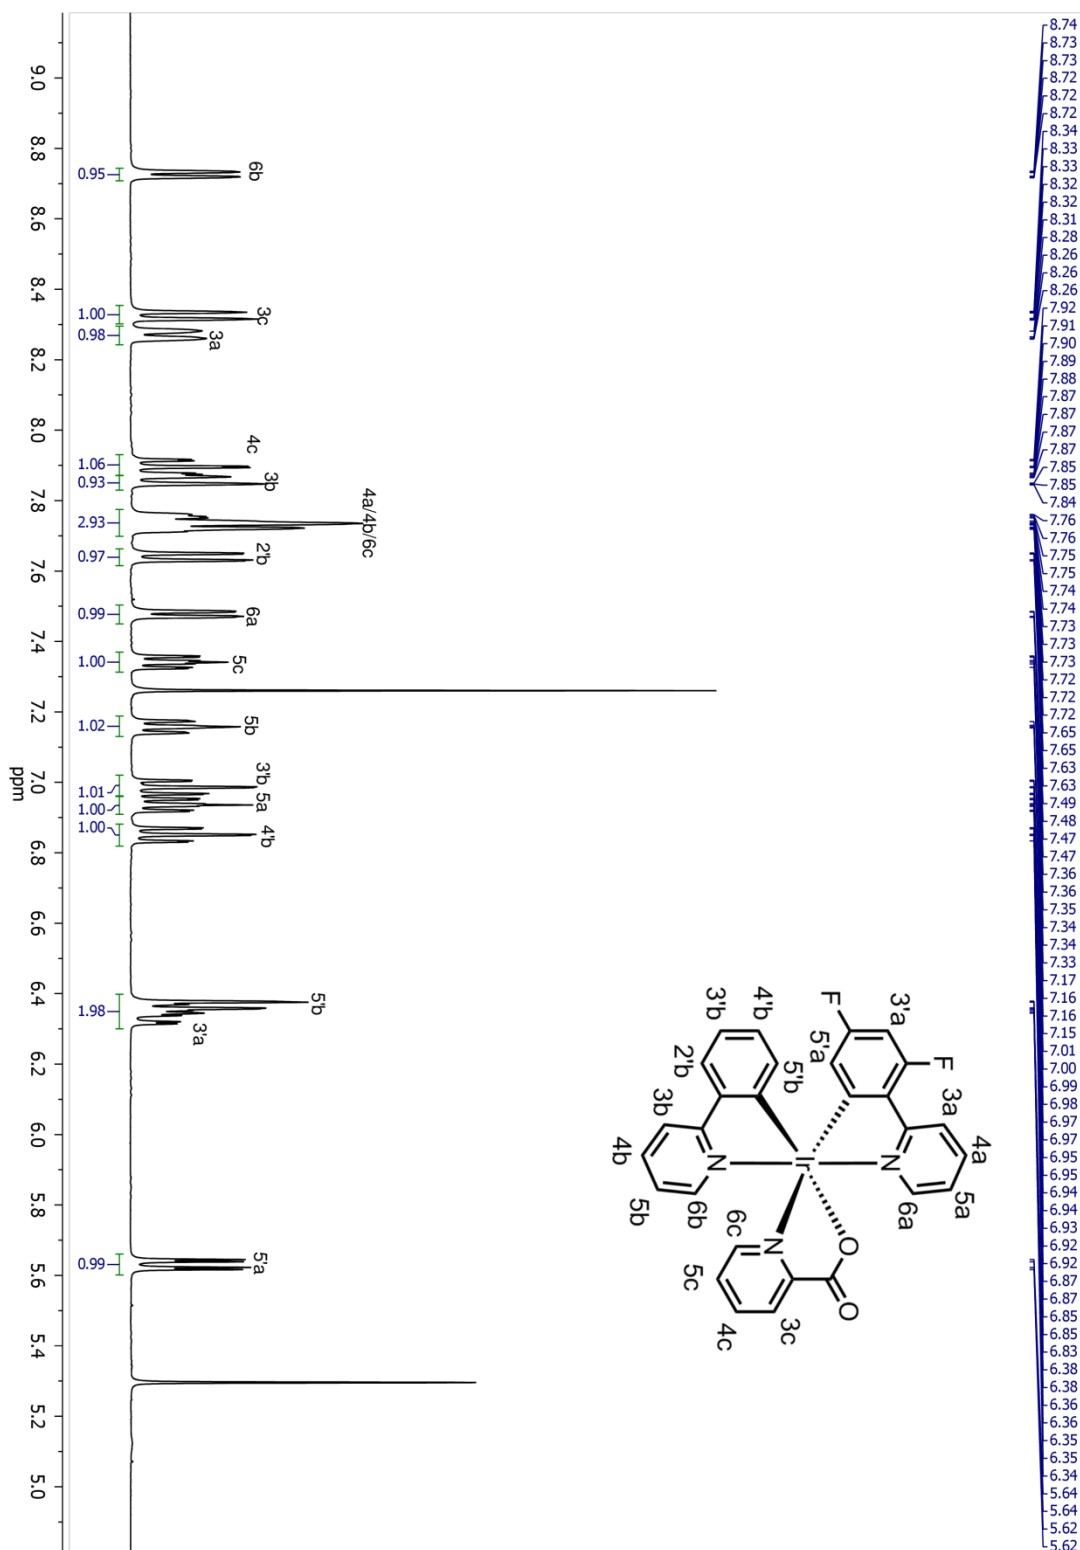 8.74
8.73
8.73
8.72
8.72
8.72
8.34
8.33
8.33
8.32
8.32
8.31
8.28
8.26
8.26
8.26
7.92
7.91
7.90
7.89
7.88
7.87
7.87
7.87
7.87
7.85
7.85
7.84
7.76
7.76
7.75
7.75
7.74
7.74
7.73
7.73
7.73
7.72
7.72
7.72
7.65
7.65
7.63
7.63
7.49
7.48
7.47
7.47
7.36
7.36
7.35
7.34
7.34
7.33
7.17
7.16
7.16
7.15
7.01
7.00
6.99
6.98
6.97
6.97
6.95
6.95
6.94
6.94
6.93
6.92
6.92
6.87
6.87
6.85
6.85
6.83
6.38
6.38
6.36
6.36
6.35
6.35
6.34
5.64
5.64
5.62
5.62
F
F
3'a
5'a
3a
4a
5a
6a
N
Ir
N
O
O
N
3'b
4'b
2'b
5'b
3b
4b
5b
6b
6c
5c
4c
3c
6b
3c
3a
4c
3b
4a/4b/6c
2'b
6a
5c
5b
3'b
5a
4'b
5'b
3'a
5'a
0.95
1.00
0.98
1.06
0.93
2.93
0.97
0.99
1.00
1.02
1.01
1.00
1.00
1.98
0.99
9.0 8.8 8.6 8.4 8.2 8.0 7.8 7.6 7.4 7.2 7.0 6.8 6.6 6.4 6.2 6.0 5.8 5.6 5.4 5.2 5.0
ppm